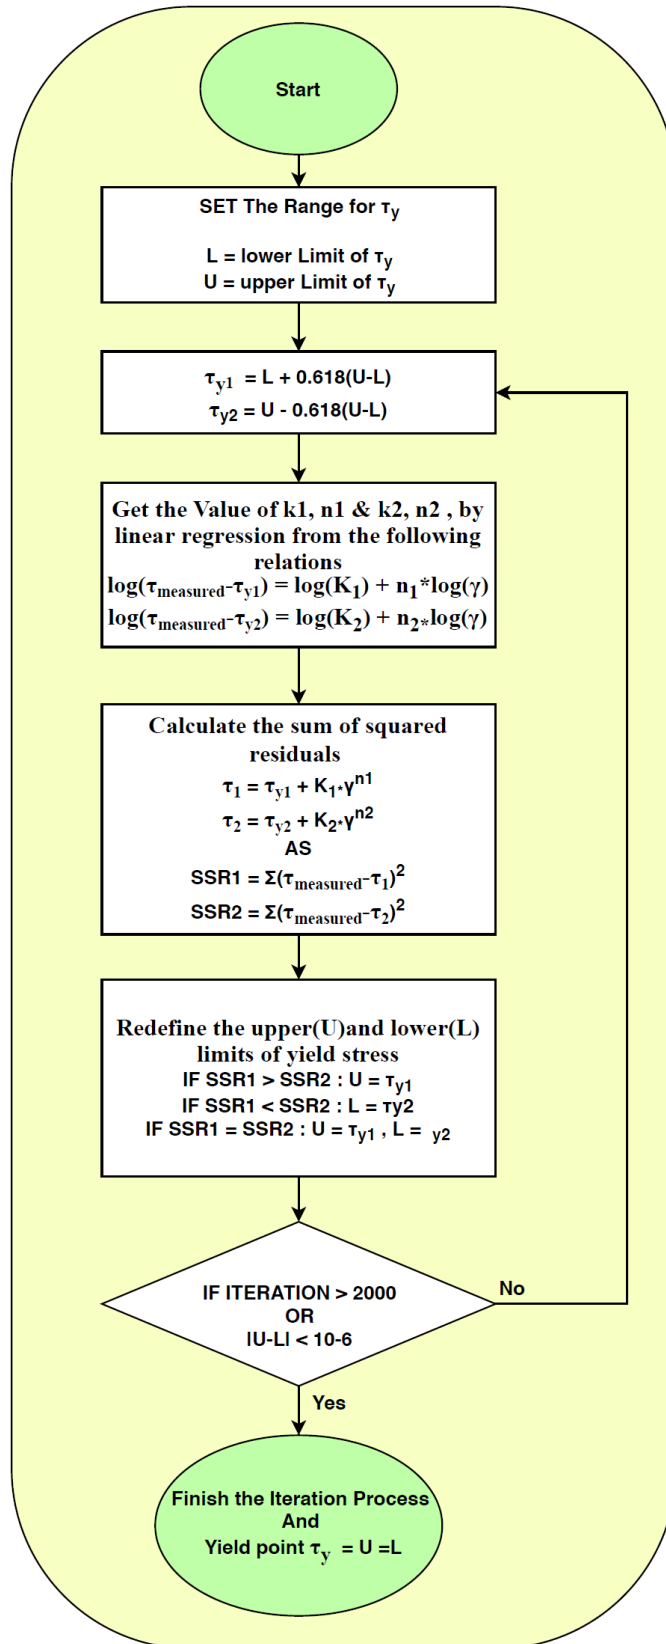 Start
SET The Range for τy
L = lower Limit of τy
U = upper Limit of τy
τy1 = L + 0.618(U-L)
τy2 = U - 0.618(U-L)
Get the Value of k1, n1 & k2, n2 , by
linear regression from the following
relations
log(τmeasured-τy1) = log(K1) + n1*log(γ)
log(τmeasured-τy2) = log(K2) + n2*log(γ)
Calculate the sum of squared
residuals
τ1 = τy1 + K1*γn1
τ2 = τy2 + K2*γn2
AS
SSR1 = Σ(τmeasured-τ1)2
SSR2 = Σ(τmeasured-τ2)2
Redefine the upper(U)and lower(L)
limits of yield stress
IF SSR1 > SSR2 : U = τy1
IF SSR1 < SSR2 : L = τy2
IF SSR1 = SSR2 : U = τy1 , L = y2
IF ITERATION > 2000
OR
|U-L| < 10-6
No
Yes
Finish the Iteration Process
And
Yield point τy = U =L